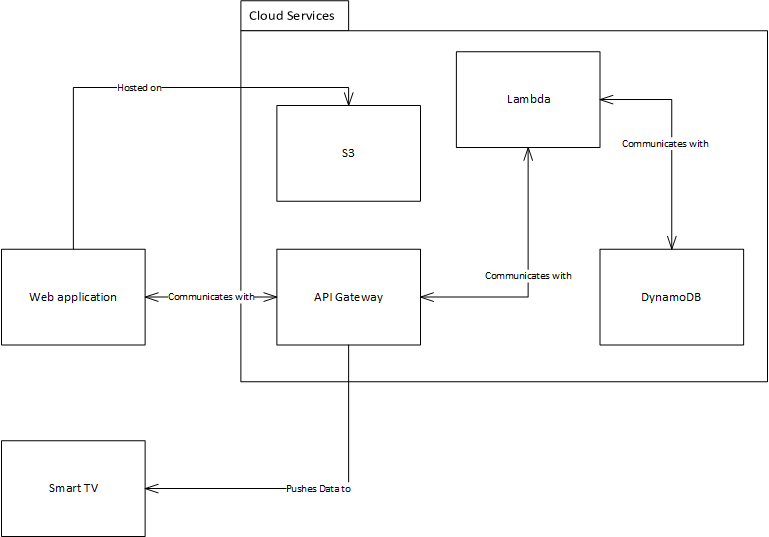 Cloud Services
Hosted on
Lambda
S3
Communicates with
Communicates with
Web application
Communicates with
API Gateway
DynamoDB
Smart TV
Pushes Data to